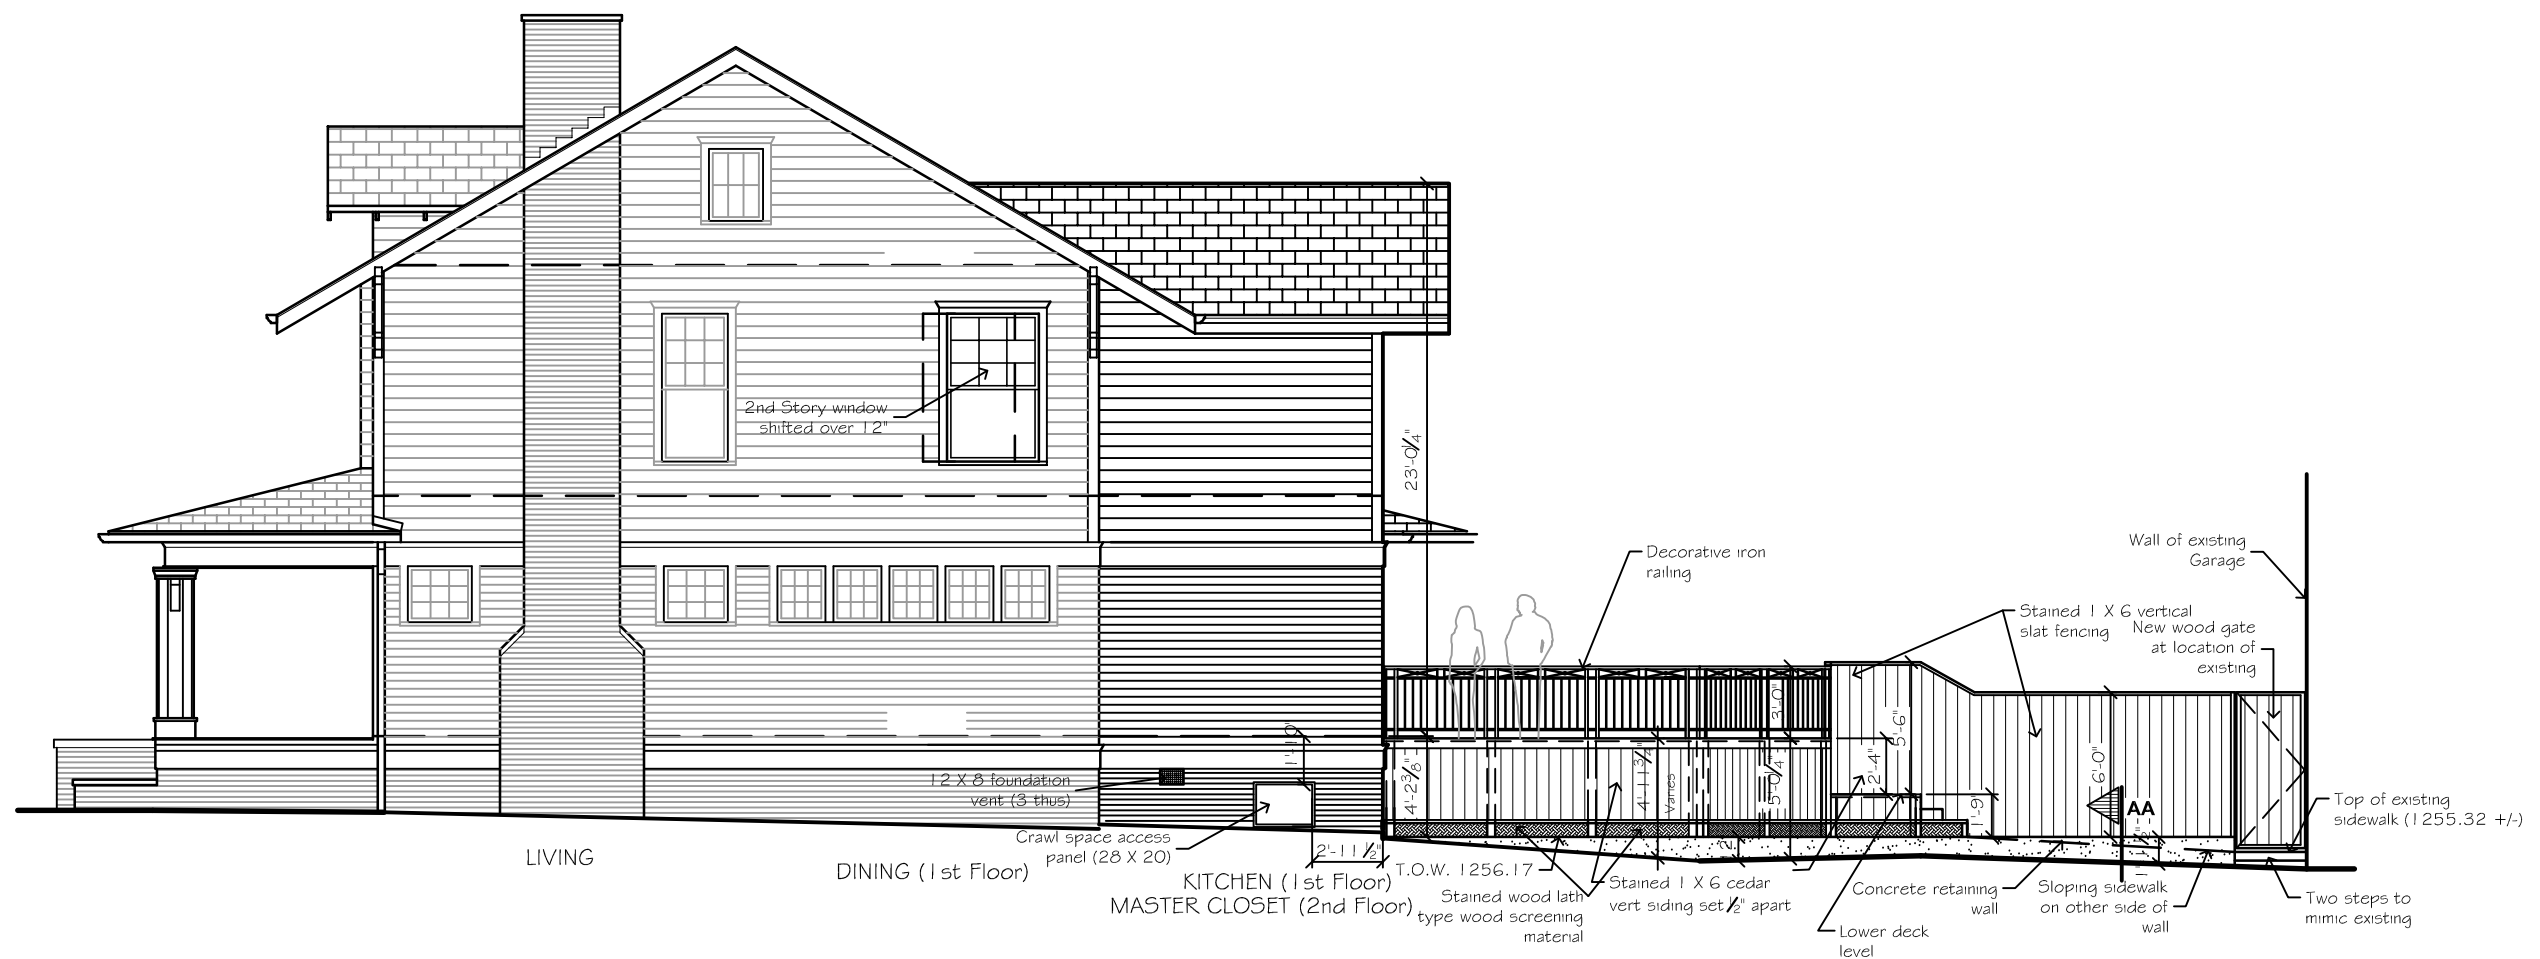 2nd Story window
shifted over 12"
23'-0¼"
Decorative iron
railing
Wall of existing
Garage
Stained 1 X 6 vertical
slat fencing
New wood gate
at location of
existing
12 X 8 foundation
vent (3 thus)
Crawl space access
panel (28 X 20)
1'-10"
2'-11½"
4'-2⅜"
4'-11¾"
Varies
5'-0¼"
3'-0"
2'-4"
5'-6"
1'-9"
6'-0"
AA
Top of existing
sidewalk (1255.32 +/-)
LIVING
DINING (1st Floor)
KITCHEN (1st Floor)
MASTER CLOSET (2nd Floor)
T.O.W. 1256.17
Stained wood lath
type wood screening
material
Stained 1 X 6 cedar
vert siding set ½" apart
Lower deck
level
Concrete retaining
wall
Sloping sidewalk
on other side of
wall
Two steps to
mimic existing